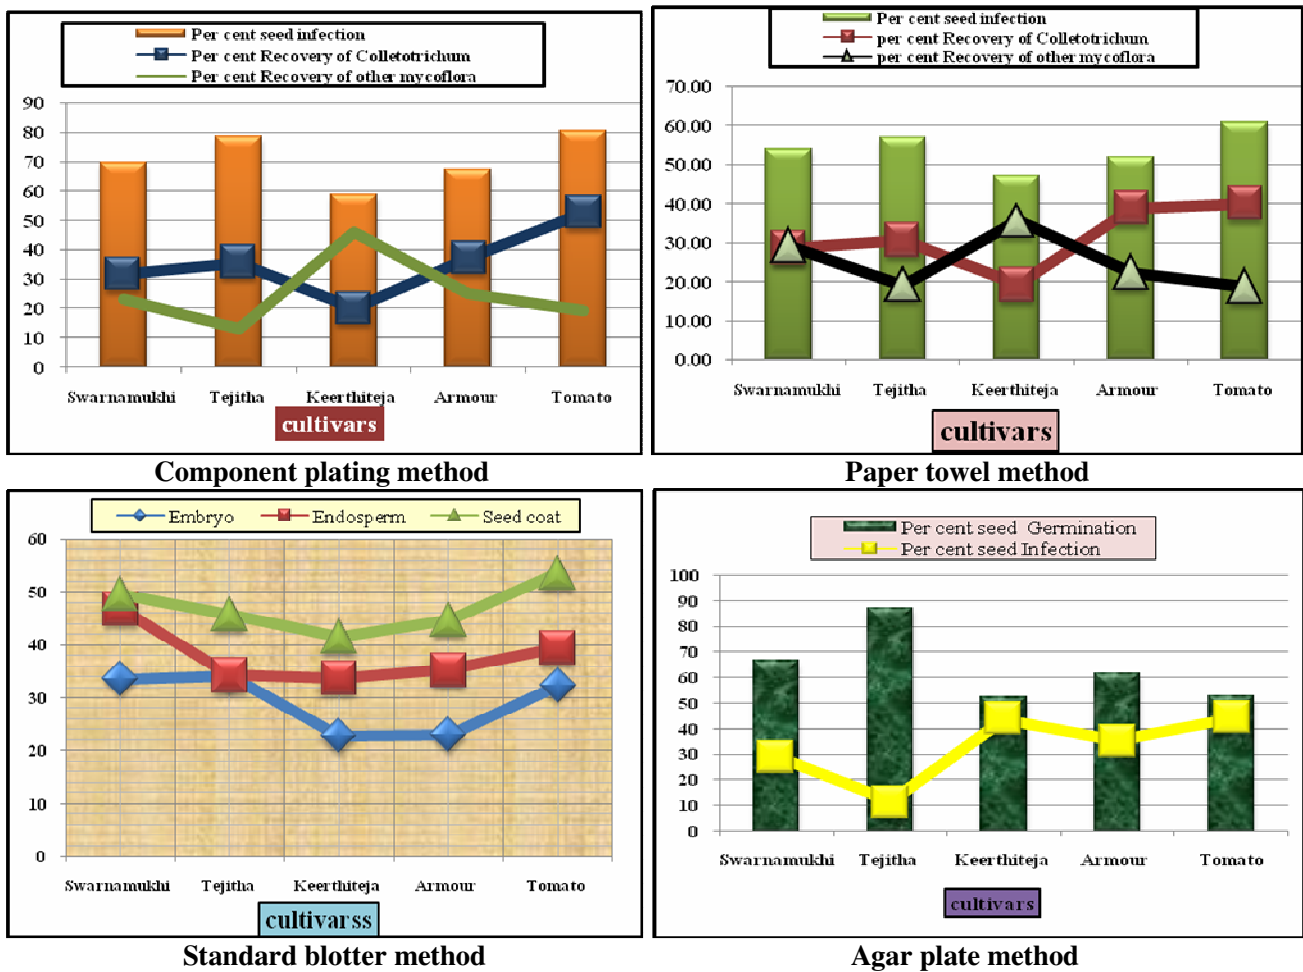 Per cent seed infection
Per cent Recovery of Colletotrichum
Per cent Recovery of other mycoflora
90
80
70
60
50
40
30
20
10
0
Swarnamukhi Tejitha Keerthiteja Armour Tomato
cultivars
Component plating method
Per cent seed infection
per cent Recovery of Colletotrichum
per cent Recovery of other mycoflora
70.00
60.00
50.00
40.00
30.00
20.00
10.00
0.00
Swarnamukhi Tejitha Keerthiteja Armour Tomato
cultivars
Paper towel method
Embryo Endosperm Seed coat
60
50
40
30
20
10
0
Swarnamukhi Tejitha Keerthiteja Armour Tomato
cultivarss
Standard blotter method
Per cent seed Germination
Per cent seed Infection
100
90
80
70
60
50
40
30
20
10
0
Swarnamukhi Tejitha Keerthiteja Armour Tomato
cultivars
Agar plate method